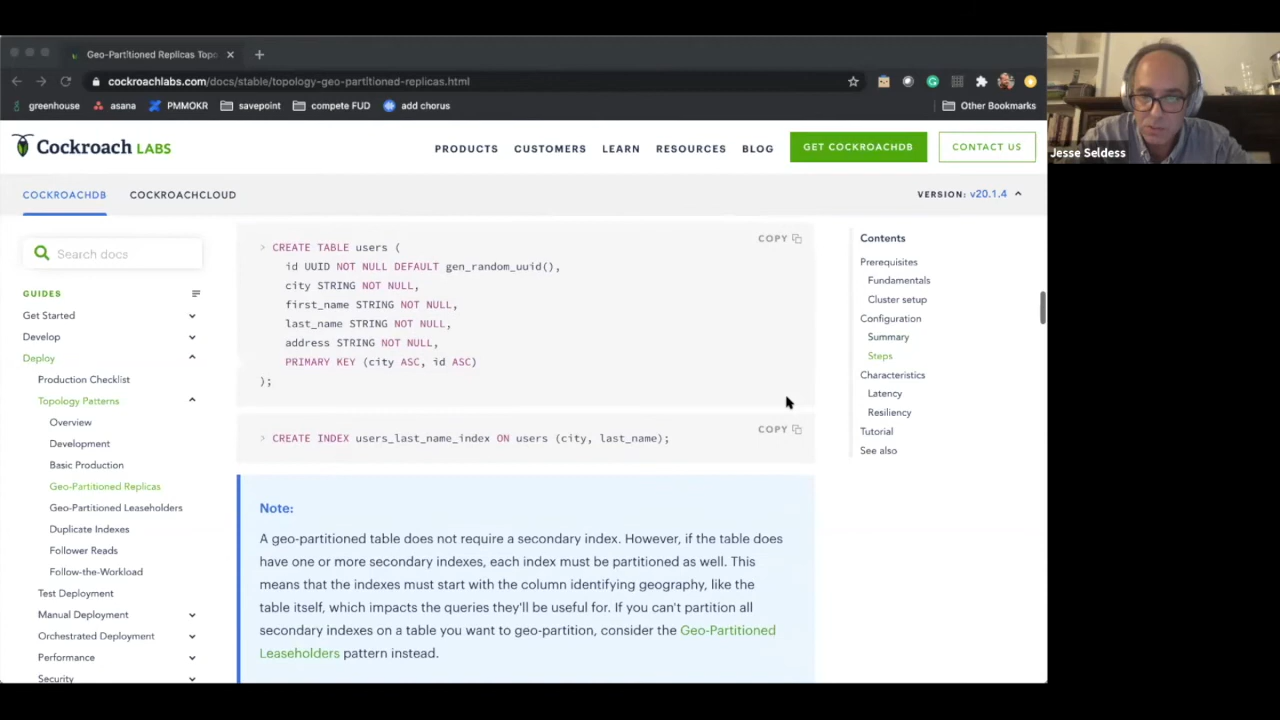 Geo-Partitioned Replicas Topo
cockroachlabs.com/docs/stable/topology-geo-partitioned-replicas.html
greenhouse asana PMMOKR savepoint compete FUD add chorus Other Bookmarks
Jesse Seldess
Cockroach LABS PRODUCTS CUSTOMERS LEARN RESOURCES BLOG GET COCKROACHDB CONTACT US
COCKROACHDB COCKROACHCLOUD VERSION: v20.1.4
Search docs
GUIDES
Get Started
Develop
Deploy
Production Checklist
Topology Patterns
Overview
Development
Basic Production
Geo-Partitioned Replicas
Geo-Partitioned Leaseholders
Duplicate Indexes
Follower Reads
Follow-the-Workload
Test Deployment
Manual Deployment
Orchestrated Deployment
Performance
Security
COPY
> CREATE TABLE users (
id UUID NOT NULL DEFAULT gen_random_uuid(),
city STRING NOT NULL,
first_name STRING NOT NULL,
last_name STRING NOT NULL,
address STRING NOT NULL,
PRIMARY KEY (city ASC, id ASC)
);
COPY
> CREATE INDEX users_last_name_index ON users (city, last_name);
Note:
A geo-partitioned table does not require a secondary index. However, if the table does
have one or more secondary indexes, each index must be partitioned as well. This
means that the indexes must start with the column identifying geography, like the
table itself, which impacts the queries they'll be useful for. If you can't partition all
secondary indexes on a table you want to geo-partition, consider the Geo-Partitioned
Leaseholders pattern instead.
Contents
Prerequisites
Fundamentals
Cluster setup
Configuration
Summary
Steps
Characteristics
Latency
Resiliency
Tutorial
See also